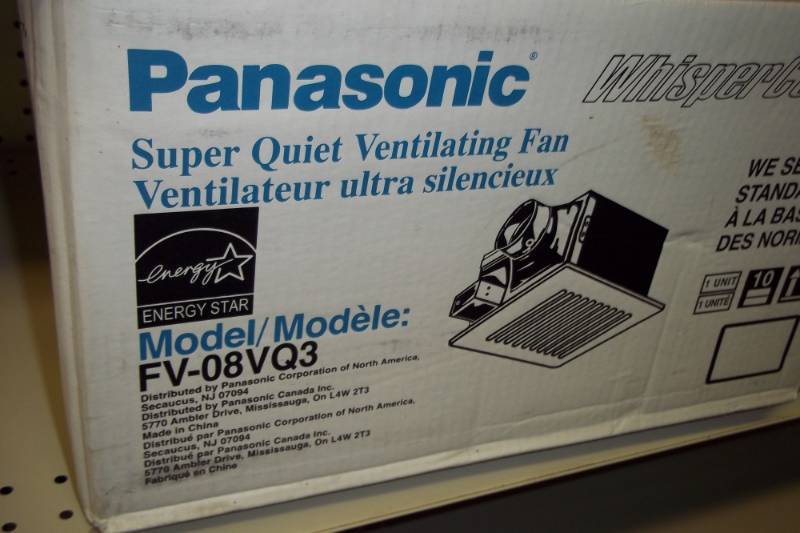 Panasonic®
WhisperCe
Super Quiet Ventilating Fan
Ventilateur ultra silencieux
WE SE
STANDA
À LA BAS
DES NOR
energy
ENERGY STAR
1 UNIT
1 UNITÉ
10
1
Model/Modèle:
FV-08VQ3
Distributed by Panasonic Corporation of North America,
Secaucus, NJ 07094
Distributed by Panasonic Canada Inc.
5770 Ambler Drive, Mississauga, On L4W 2T3
Made in China
Distribué par Panasonic Corporation of North America,
Secaucus, NJ 07094
Distribué par Panasonic Canada Inc.
5770 Ambler Drive, Mississauga, On L4W 2T3
Fabriqué en Chine